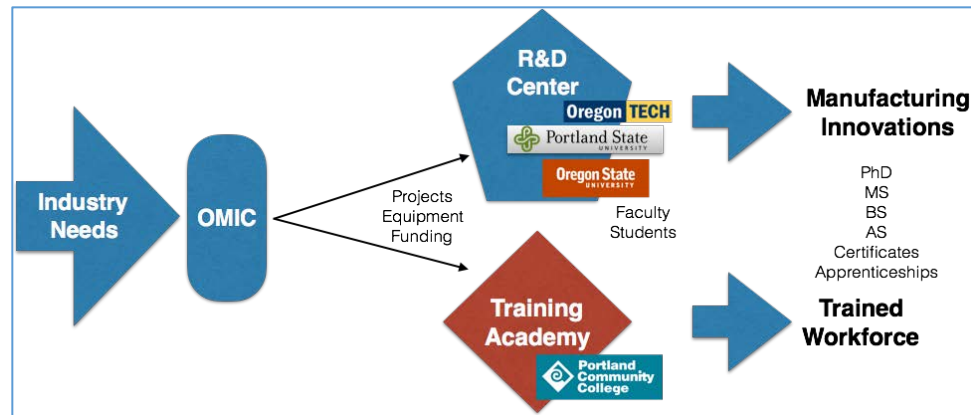 Industry
Needs
OMIC
Projects
Equipment
Funding
R&D
Center
Oregon TECH
Portland State
UNIVERSITY
Oregon State
UNIVERSITY
Faculty
Students
Training
Academy
Portland
Community
College
Manufacturing
Innovations
PhD
MS
BS
AS
Certificates
Apprenticeships
Trained
Workforce